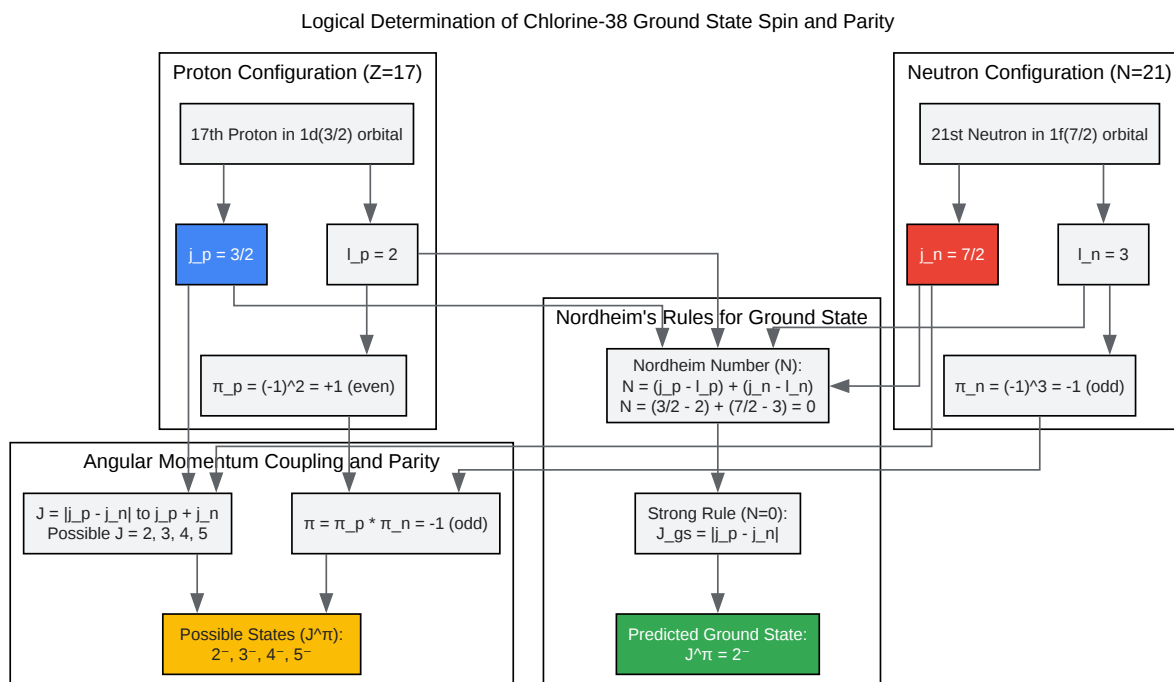 Logical Determination of Chlorine-38 Ground State Spin and Parity
Proton Configuration (Z=17)
17th Proton in 1d(3/2) orbital
j_p = 3/2
l_p = 2
π_p = (-1)^2 = +1 (even)
Neutron Configuration (N=21)
21st Neutron in 1f(7/2) orbital
j_n = 7/2
l_n = 3
π_n = (-1)^3 = -1 (odd)
Nordheim's Rules for Ground State
Nordheim Number (N):
N = (j_p - l_p) + (j_n - l_n)
N = (3/2 - 2) + (7/2 - 3) = 0
Strong Rule (N=0):
J_gs = |j_p - j_n|
Predicted Ground State:
J^π = 2⁻
Angular Momentum Coupling and Parity
J = |j_p - j_n| to j_p + j_n
Possible J = 2, 3, 4, 5
π = π_p * π_n = -1 (odd)
Possible States (J^π):
2⁻, 3⁻, 4⁻, 5⁻